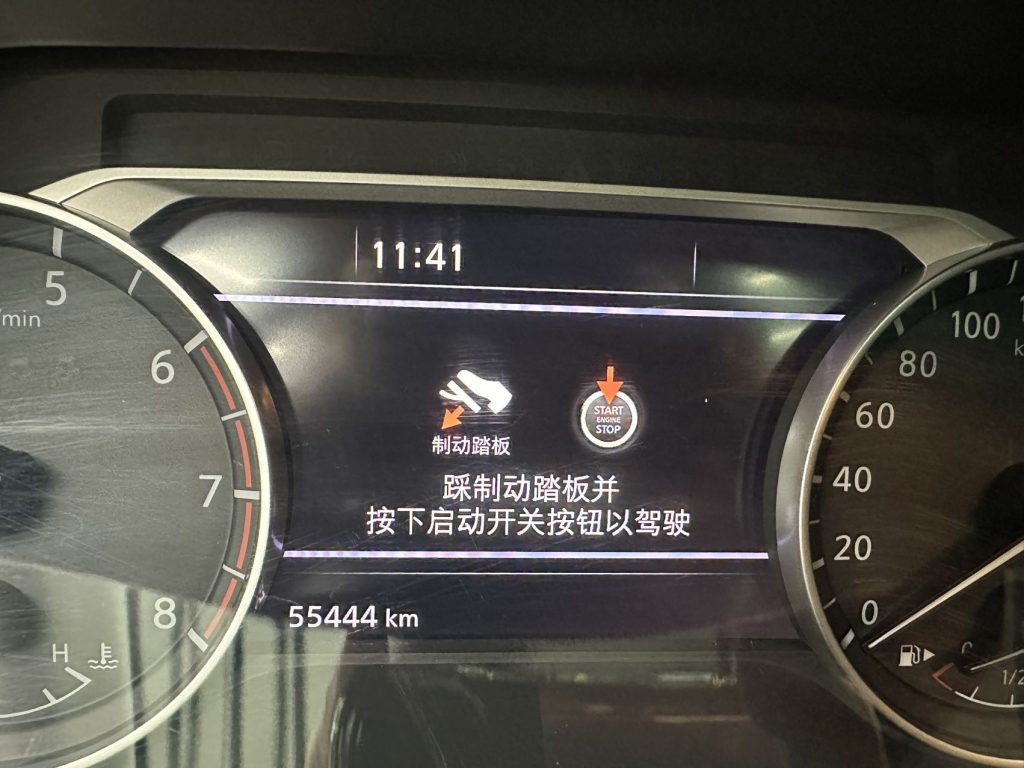 11:41
5
/min
6
7
8
H
START
ENGINE
STOP
制动踏板
踩制动踏板并
按下启动开关按钮以驾驶
55444 km
100
80
60
40
20
0
1/2